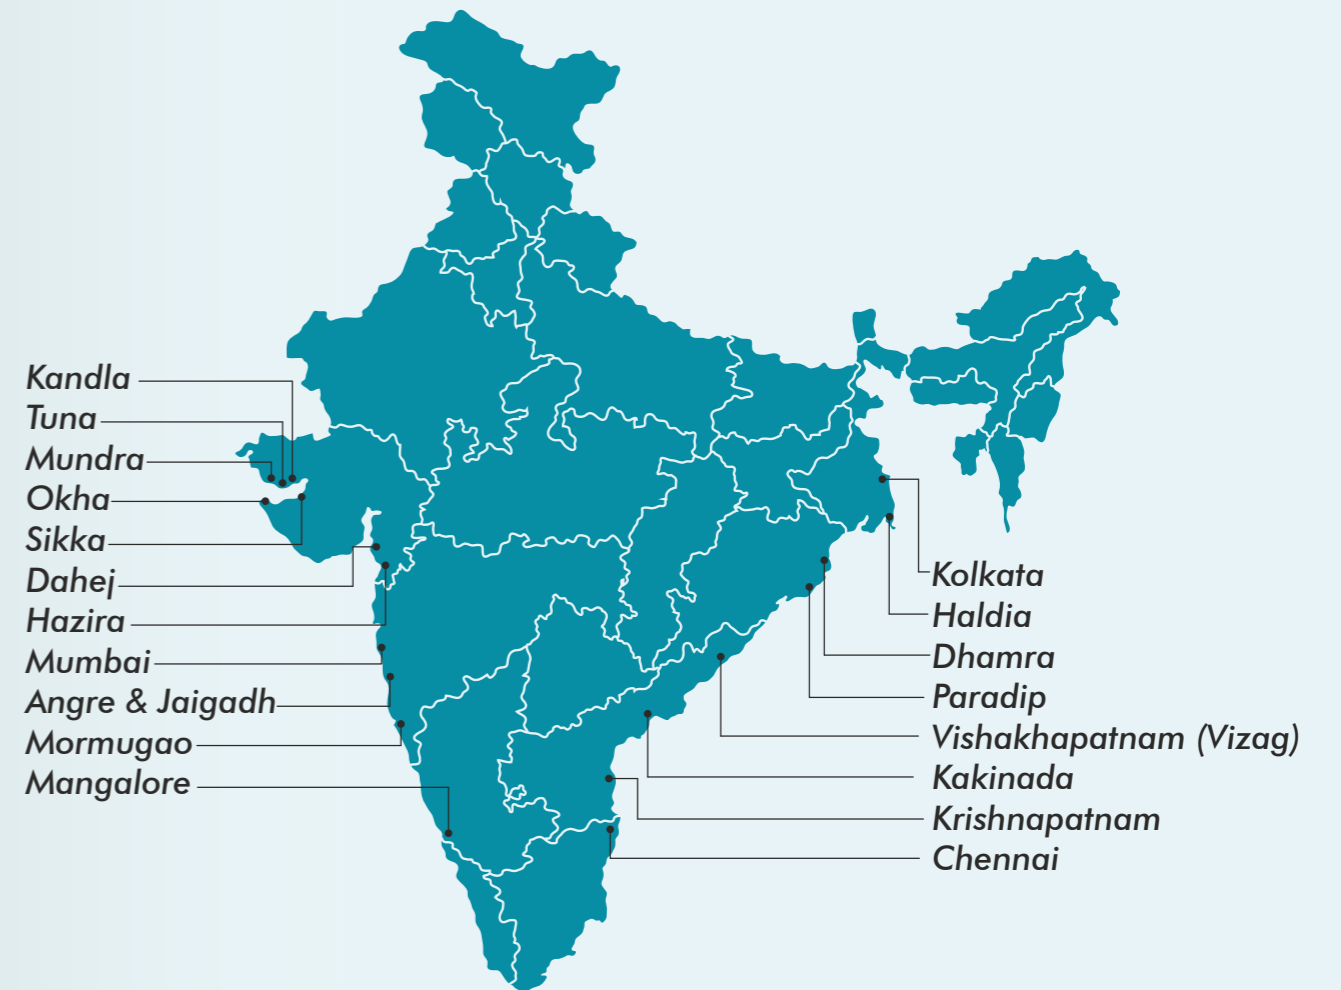 Kandla
Tuna
Mundra
Okha
Sikka
Dahej
Hazira
Mumbai
Angre & Jaigadh
Mormugao
Mangalore
Kolkata
Haldia
Dhamra
Paradip
Vishakhapatnam (Vizag)
Kakinada
Krishnapatnam
Chennai